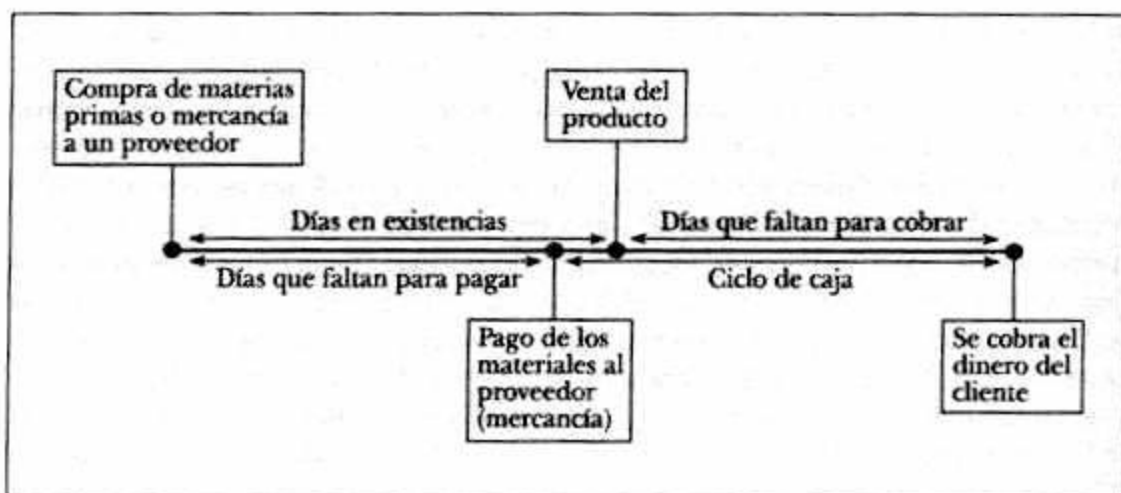 Compra de materias
primas o mercancía
a un proveedor
Venta del
producto
Días en existencias
Días que faltan para cobrar
Días que faltan para pagar
Ciclo de caja
Pago de los
materiales al
proveedor
(mercancía)
Se cobra el
dinero del
cliente